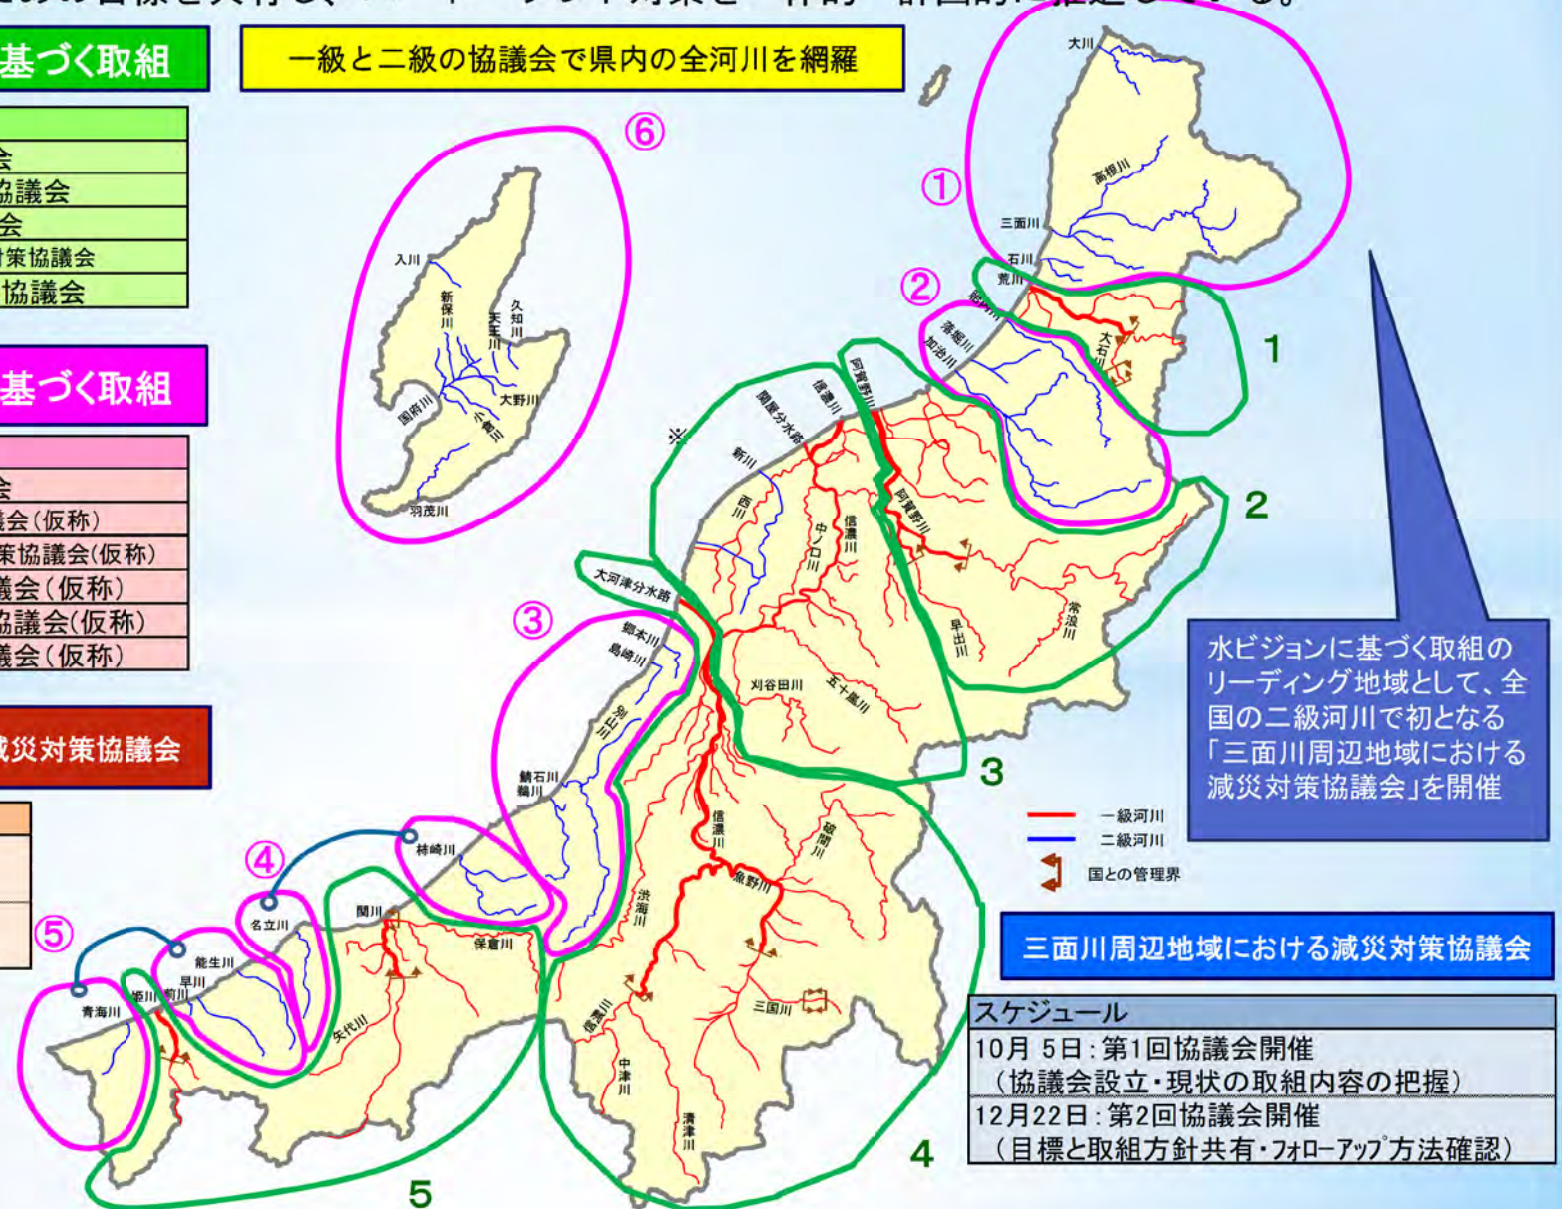 基づく取組
一級と二級の協議会で県内の全河川を網羅
会
協議会
会
対策協議会
協議会
基づく取組
会
議会(仮称)
策協議会(仮称)
議会(仮称)
協議会(仮称)
議会(仮称)
減災対策協議会
⑥
入川
新保川
天王川
久知川
国府川
大野川
小倉川
羽茂川
①
大川
高根川
三面川
石川
荒川
②
胎内川
落堀川
加治川
大石川
1
阿賀野川
信濃川
関屋分水路
※
新川
西川
中ノ口川
信濃川
阿賀野川
2
早出川
常浪川
大河津分水路
③
郷本川
島崎川
別山川
刈谷田川
五十嵐川
3
鯖石川
鵜川
柿崎川
④
信濃川
破間川
魚野川
渋海川
名立川
関川
保倉川
⑤
能生川
早川
前川
姫川
青海川
矢代川
信濃川
三国川
中津川
清津川
4
5
水ビジョンに基づく取組の
リーディング地域として、全
国の二級河川で初となる
「三面川周辺地域における
減災対策協議会」を開催
一級河川
二級河川
国との管理界
三面川周辺地域における減災対策協議会
スケジュール
10月 5日:第1回協議会開催
(協議会設立・現状の取組内容の把握)
12月22日:第2回協議会開催
(目標と取組方針共有・フォローアップ方法確認)